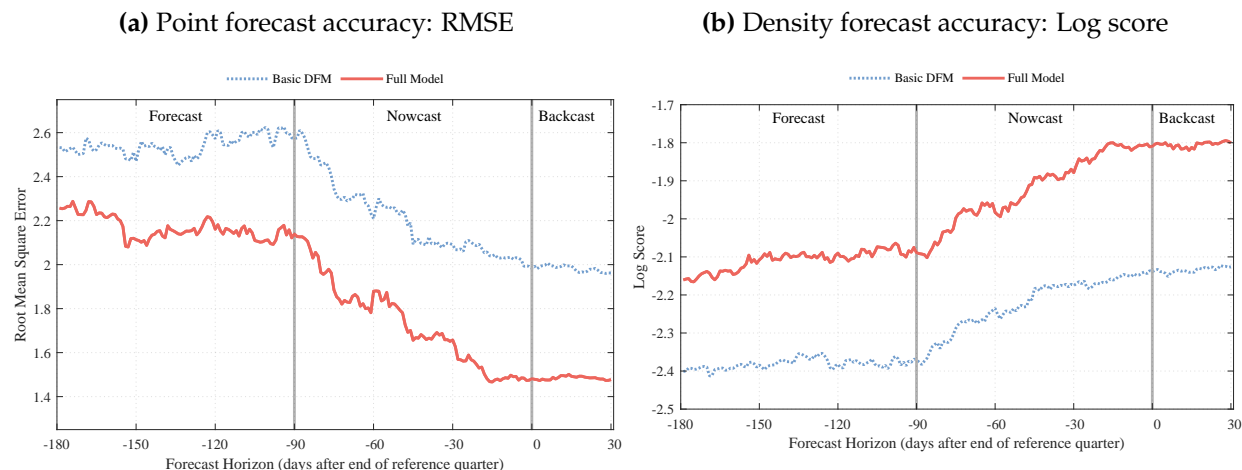 (a) Point forecast accuracy: RMSE
Basic DFM Full Model
Forecast Nowcast Backcast
2.6
2.4
2.2
2
1.8
1.6
1.4
Root Mean Square Error
-180 -150 -120 -90 -60 -30 0 30
Forecast Horizon (days after end of reference quarter)
(b) Density forecast accuracy: Log score
Basic DFM Full Model
Forecast Nowcast Backcast
-1.7
-1.8
-1.9
-2
-2.1
-2.2
-2.3
-2.4
-2.5
Log Score
-180 -150 -120 -90 -60 -30 0 30
Forecast Horizon (days after end of reference quarter)